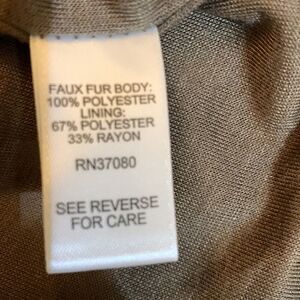 FAUX FUR BODY:
100% POLYESTER
LINING:
67% POLYESTER
33% RAYON
RN37080
SEE REVERSE
FOR CARE